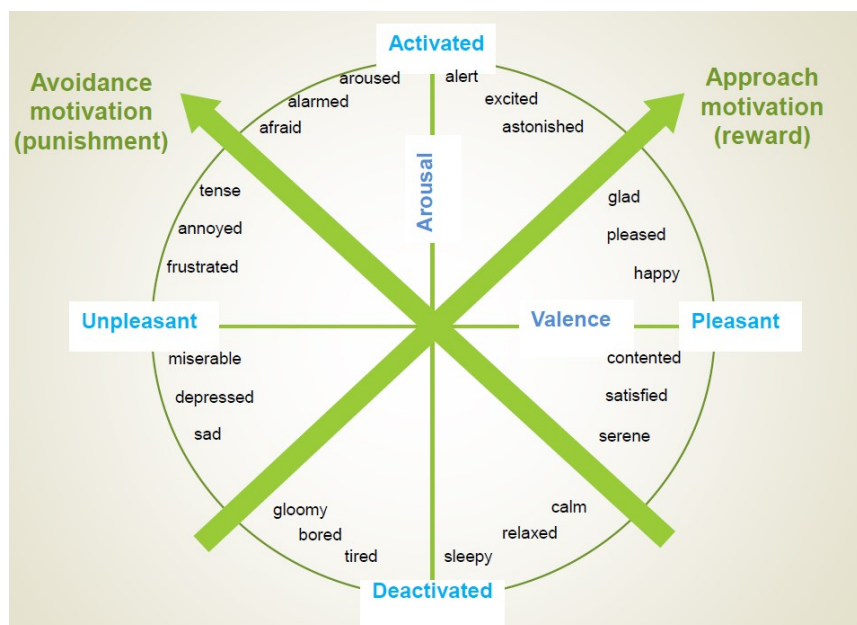 Activated
Avoidance
motivation
(punishment)
Approach
motivation
(reward)
aroused
alarmed
afraid
alert
excited
astonished
Arousal
tense
annoyed
frustrated
glad
pleased
happy
Unpleasant
Valence
Pleasant
miserable
depressed
sad
contented
satisfied
serene
gloomy
bored
tired
calm
relaxed
sleepy
Deactivated